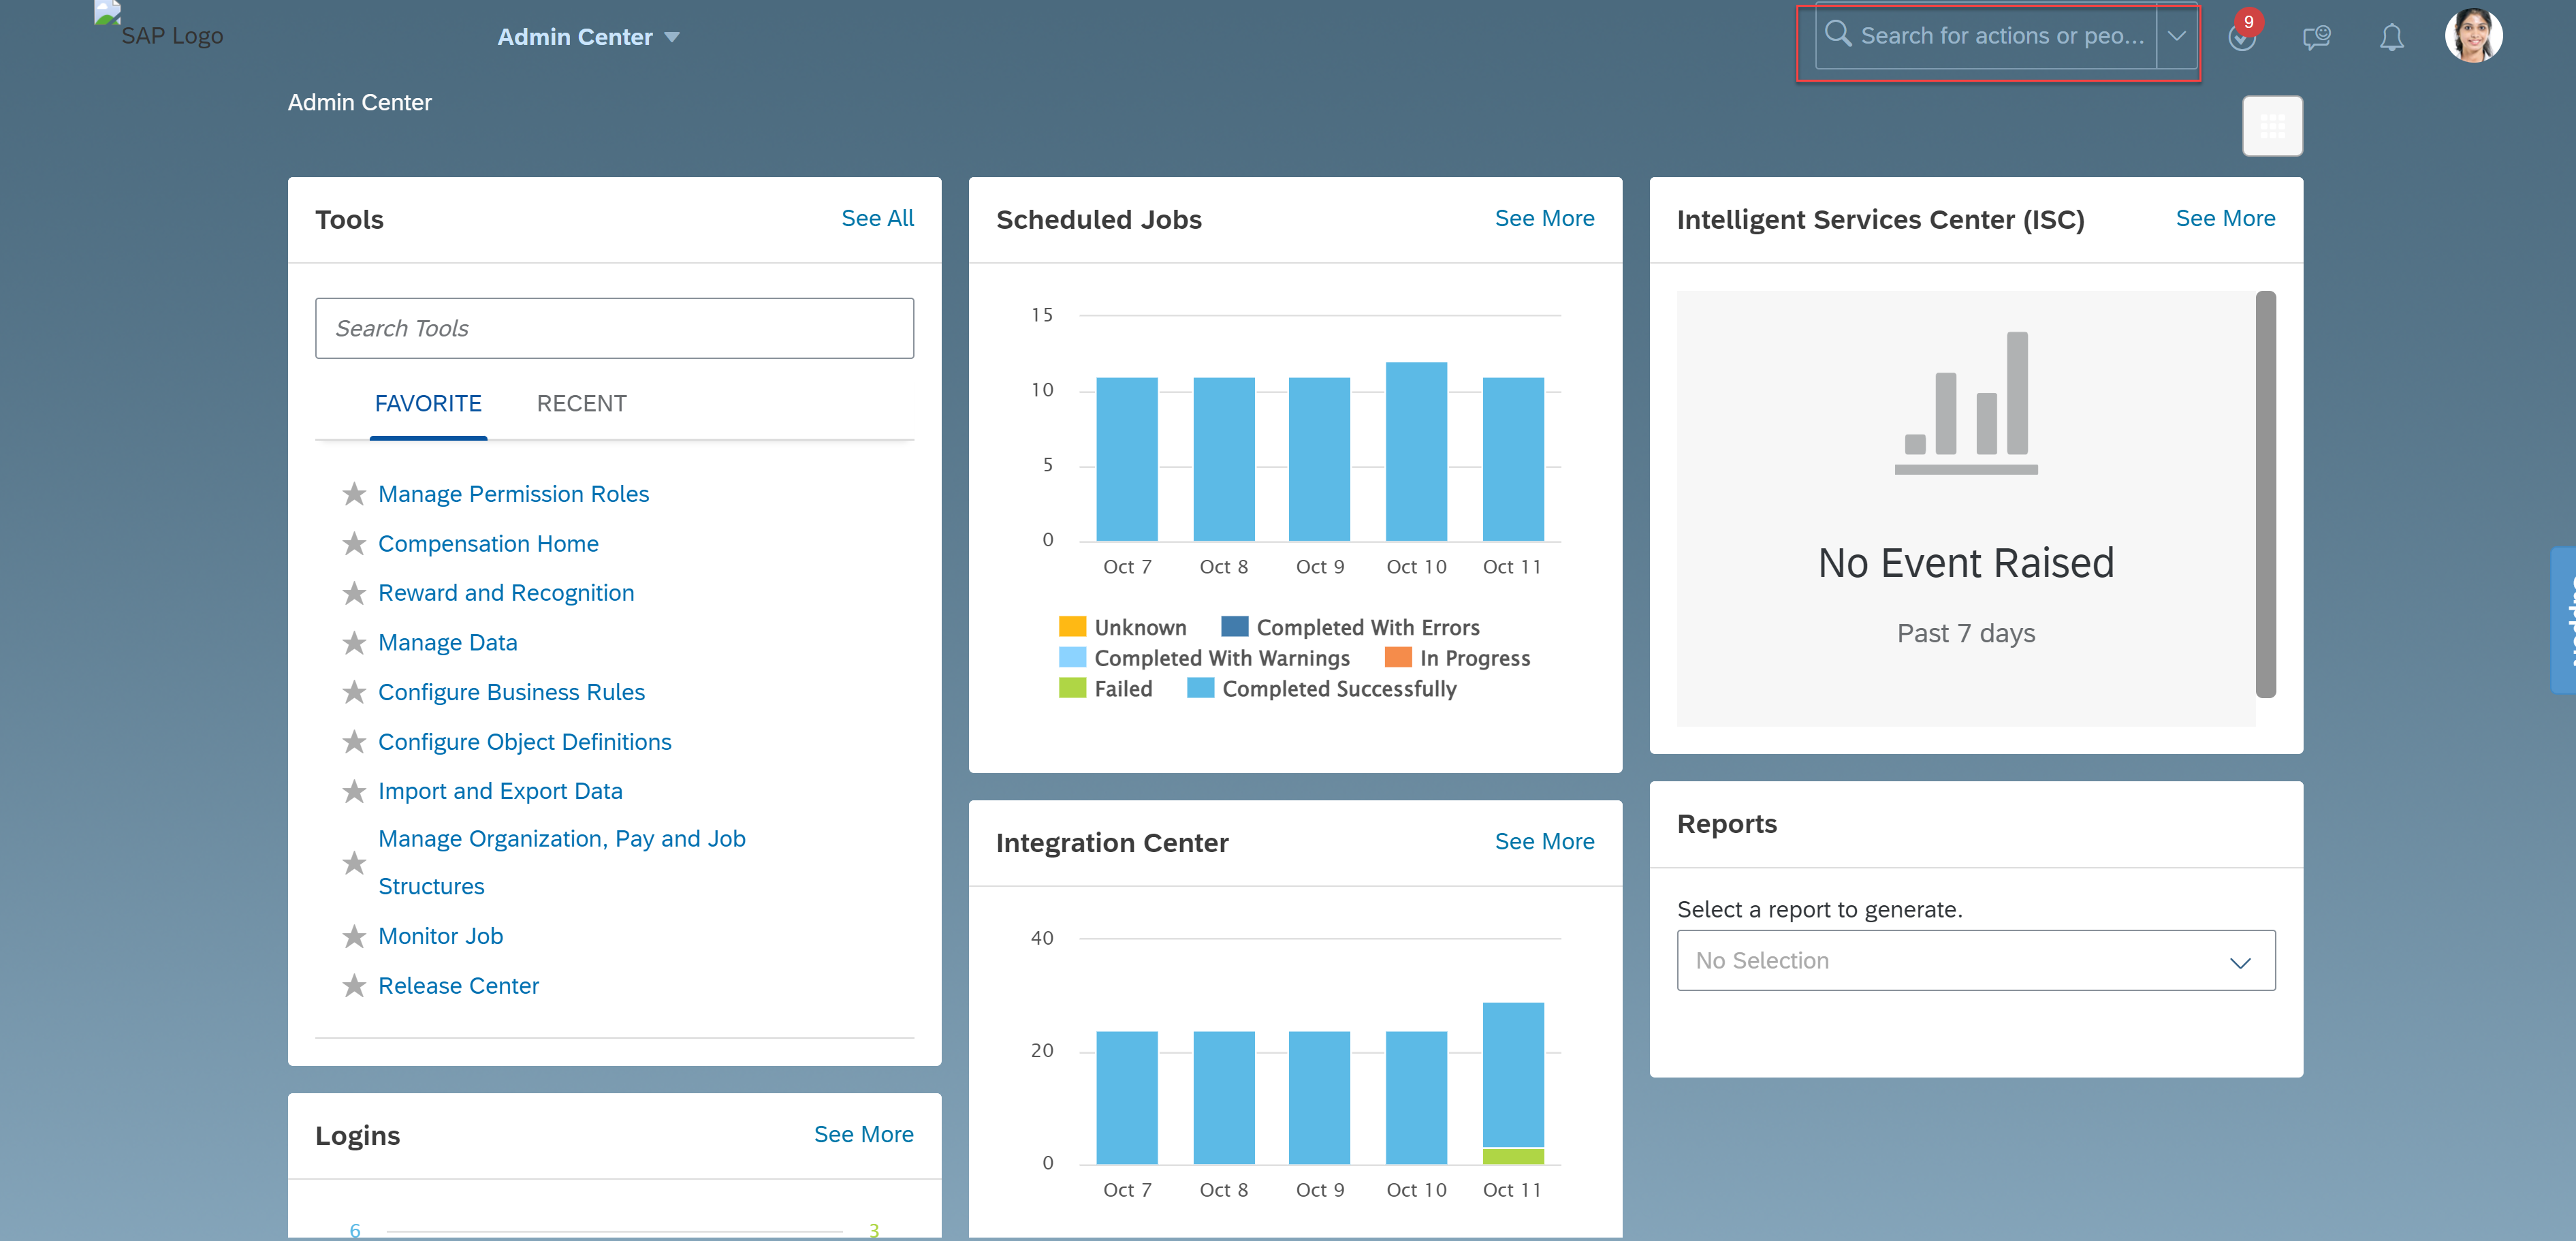 SAP Logo
Admin Center
Search for actions or peo...
9
Admin Center
Tools
See All
Search Tools
FAVORITE
RECENT
Manage Permission Roles
Compensation Home
Reward and Recognition
Manage Data
Configure Business Rules
Configure Object Definitions
Import and Export Data
Manage Organization, Pay and Job
Structures
Monitor Job
Release Center
Logins
See More
6
3
Scheduled Jobs
See More
15
10
5
0
Oct 7
Oct 8
Oct 9
Oct 10
Oct 11
Unknown
Completed With Errors
Completed With Warnings
In Progress
Failed
Completed Successfully
Integration Center
See More
40
20
0
Oct 7
Oct 8
Oct 9
Oct 10
Oct 11
Intelligent Services Center (ISC)
See More
No Event Raised
Past 7 days
Reports
Select a report to generate.
No Selection